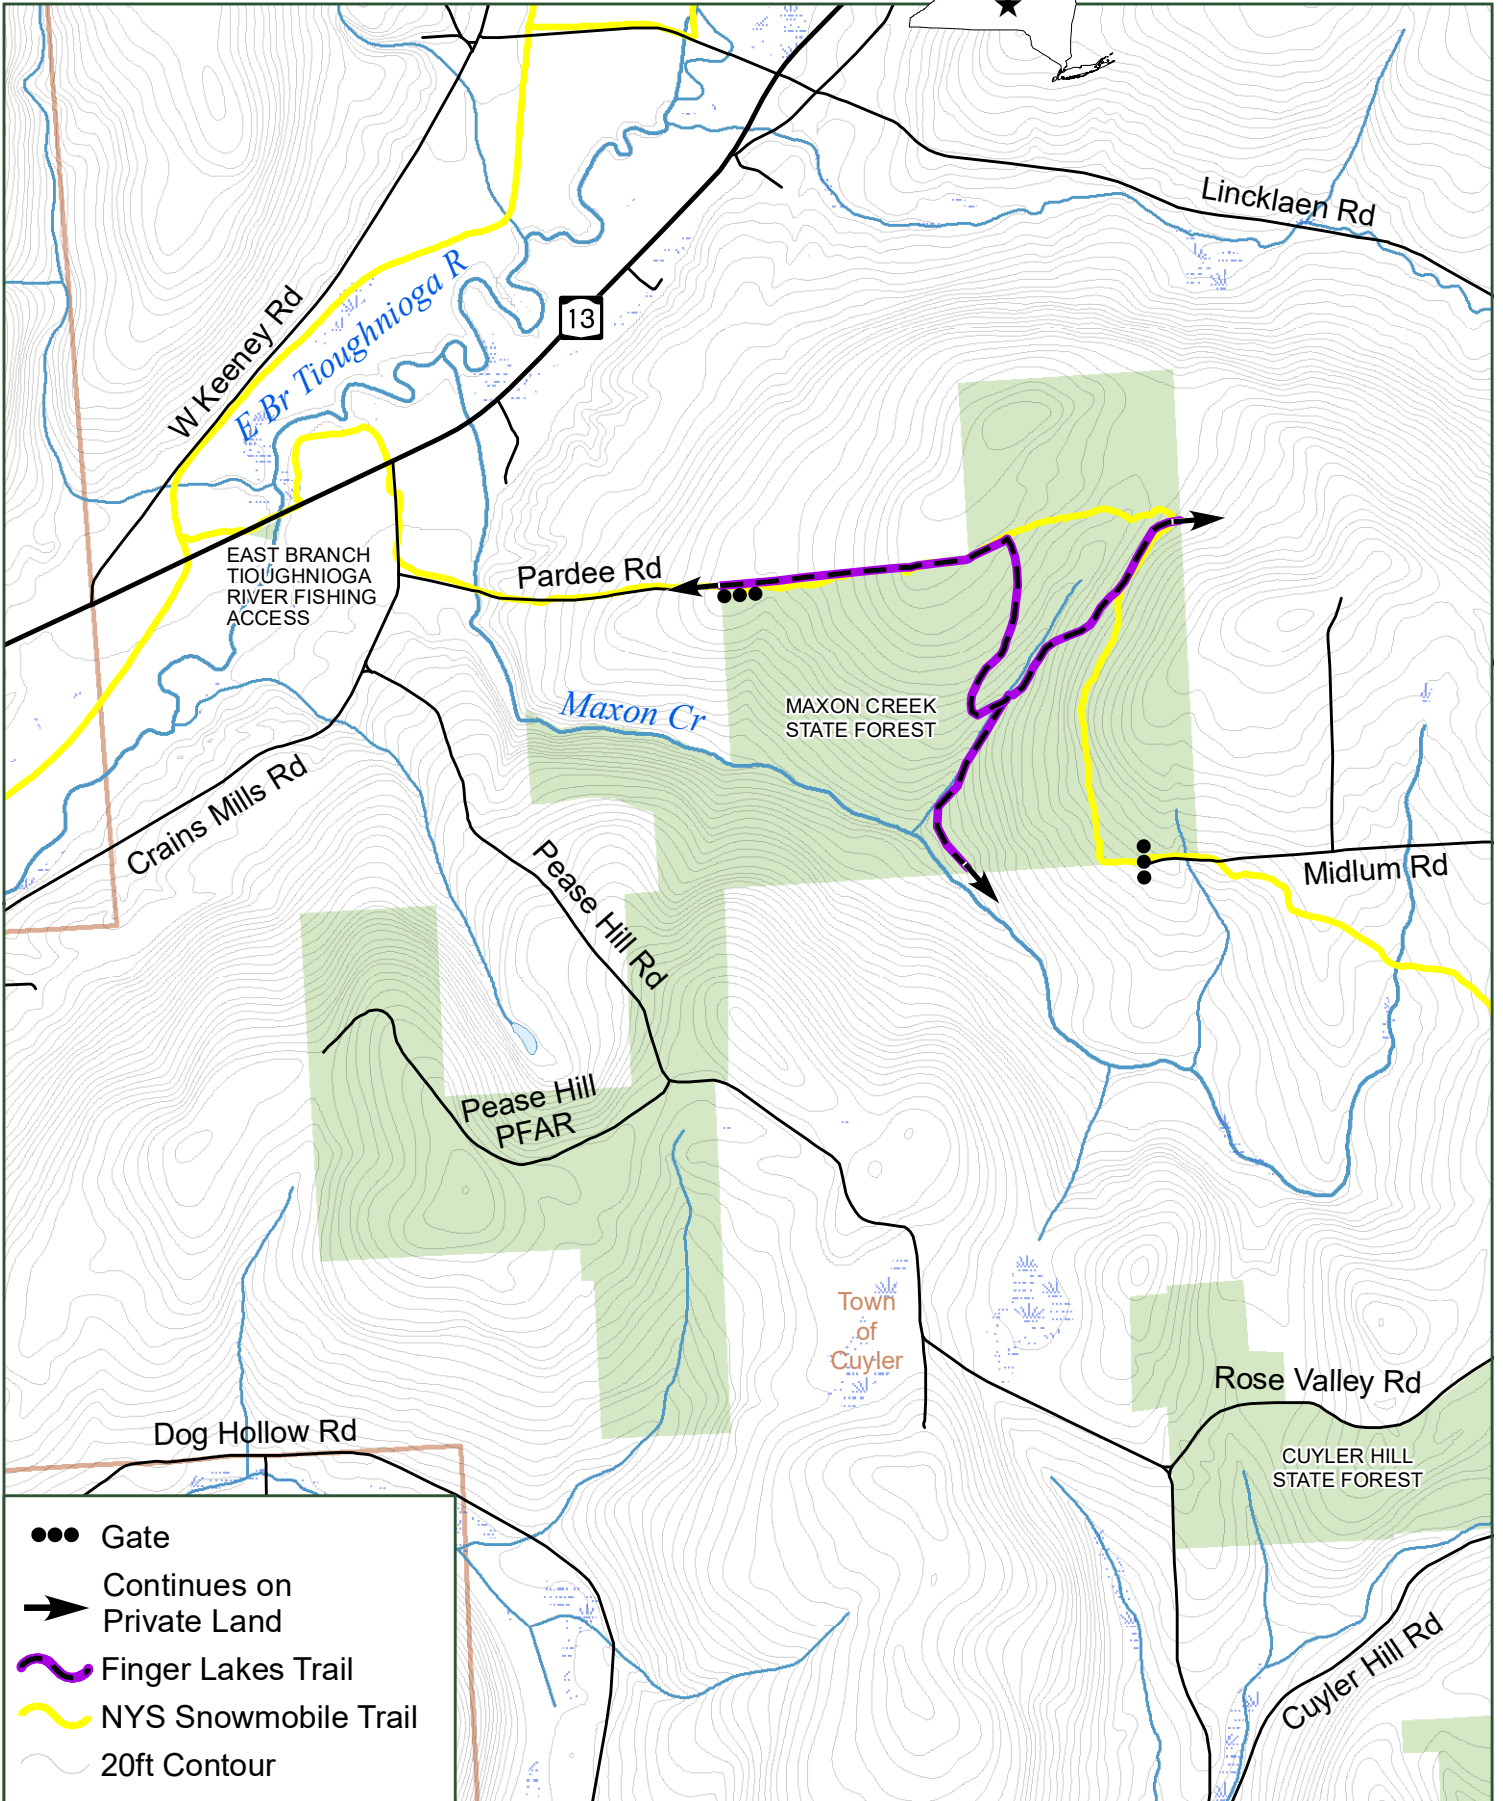 Lincklaen Rd
W Keeney Rd
E Br Tioughnioga R
13
EAST BRANCH
TIOUGHNIOGA
RIVER FISHING
ACCESS
Pardee Rd
Maxon Cr
MAXON CREEK
STATE FOREST
Crains Mills Rd
Pease Hill Rd
Midlum Rd
Pease Hill
PFAR
Town
of
Cuyler
Rose Valley Rd
Dog Hollow Rd
CUYLER HILL
STATE FOREST
Cuyler Hill Rd
Gate
Continues on
Private Land
Finger Lakes Trail
NYS Snowmobile Trail
20ft Contour